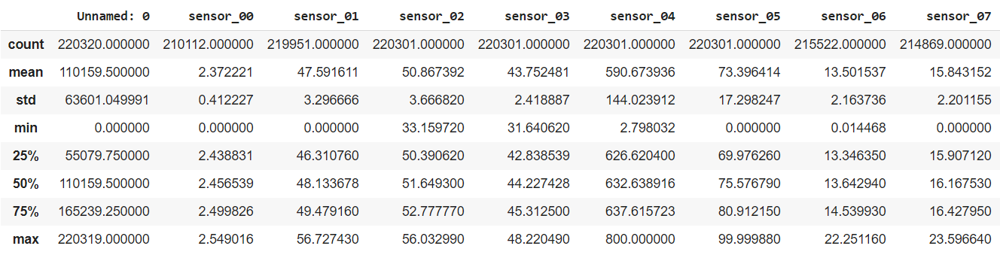 Unnamed: 0 sensor_00 sensor_01 sensor_02 sensor_03 sensor_04 sensor_05 sensor_06 sensor_07
count 220320.000000 210112.000000 219951.000000 220301.000000 220301.000000 220301.000000 220301.000000 215522.000000 214869.000000
mean 110159.500000 2.372221 47.591611 50.867392 43.752481 590.673936 73.396414 13.501537 15.843152
std 63601.049991 0.412227 3.296666 3.666820 2.418887 144.023912 17.298247 2.163736 2.201155
min 0.000000 0.000000 0.000000 33.159720 31.640620 2.798032 0.000000 0.014468 0.000000
25% 55079.750000 2.438831 46.310760 50.390620 42.838539 626.620400 69.976260 13.346350 15.907120
50% 110159.500000 2.456539 48.133678 51.649300 44.227428 632.638916 75.576790 13.642940 16.167530
75% 165239.250000 2.499826 49.479160 52.777770 45.312500 637.615723 80.912150 14.539930 16.427950
max 220319.000000 2.549016 56.727430 56.032990 48.220490 800.000000 99.999880 22.251160 23.596640